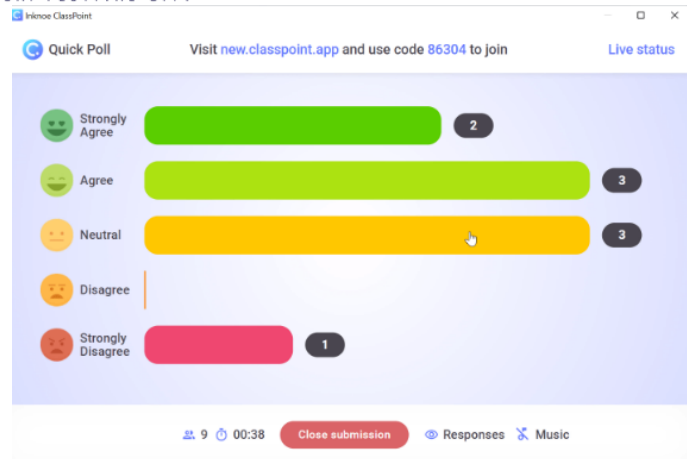 Inknoe ClassPoint
Quick Poll Visit new.classpoint.app and use code 86304 to join Live status
Strongly
Agree
2
Agree 3
Neutral 3
Disagree
Strongly
Disagree
1
9 00:38 Close submission Responses Music